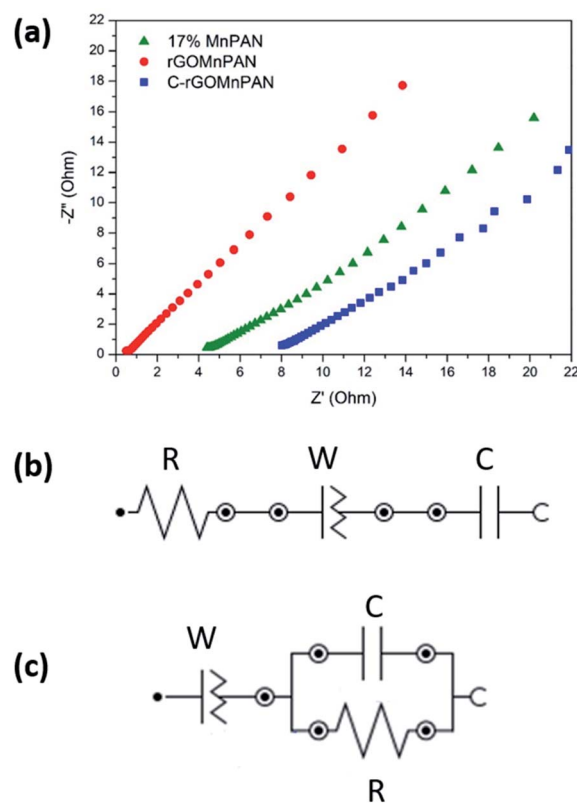 (a)
22
20
18
16
14
12
10
8
6
4
2
0
-Z" (Ohm)
17% MnPAN
rGOMnPAN
C-rGOMnPAN
0 2 4 6 8 10 12 14 16 18 20 22
Z' (Ohm)
(b)
R W C
(c)
W C
R